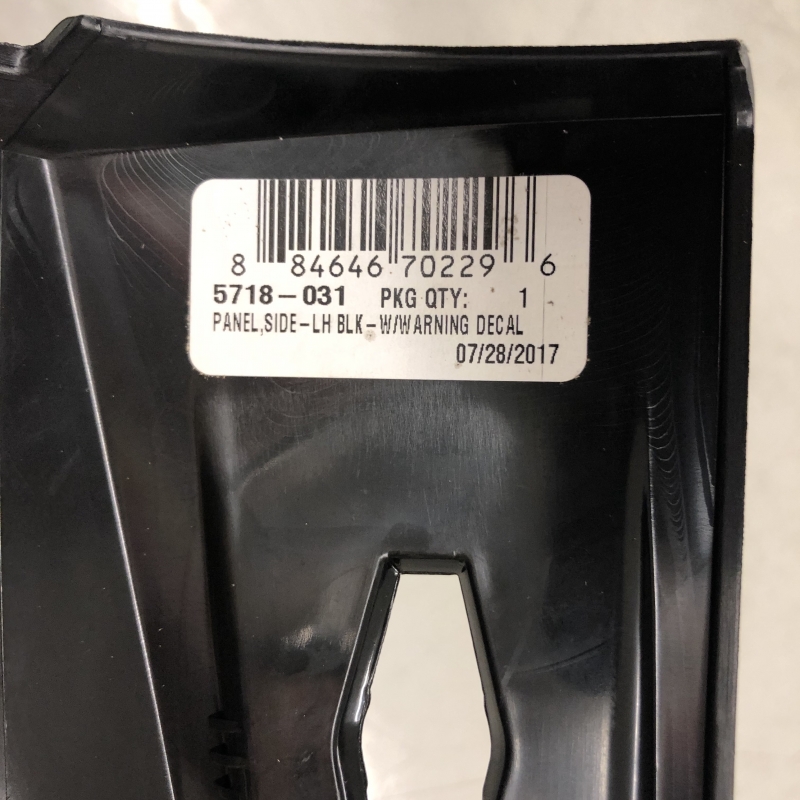 8 84646 70229 6
5718-031 PKG QTY: 1
PANEL,SIDE-LH BLK-W/WARNING DECAL
07/28/2017